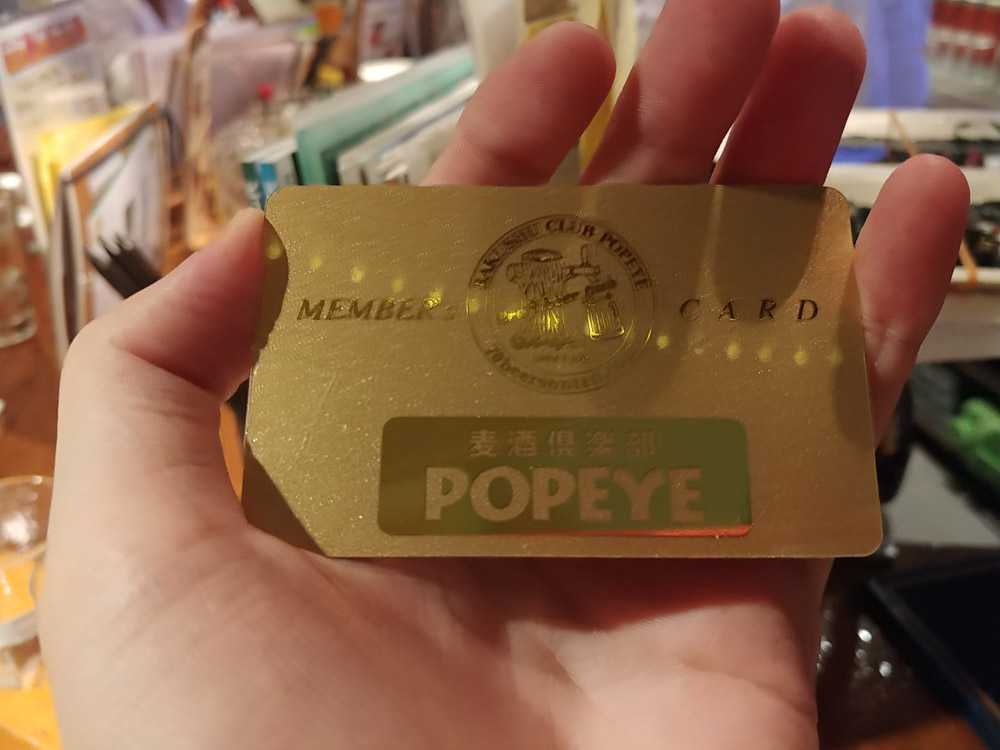 BAKUSHU CLUB POPEYE
MEMBER's
CARD
麦酒倶楽部
POPEYE